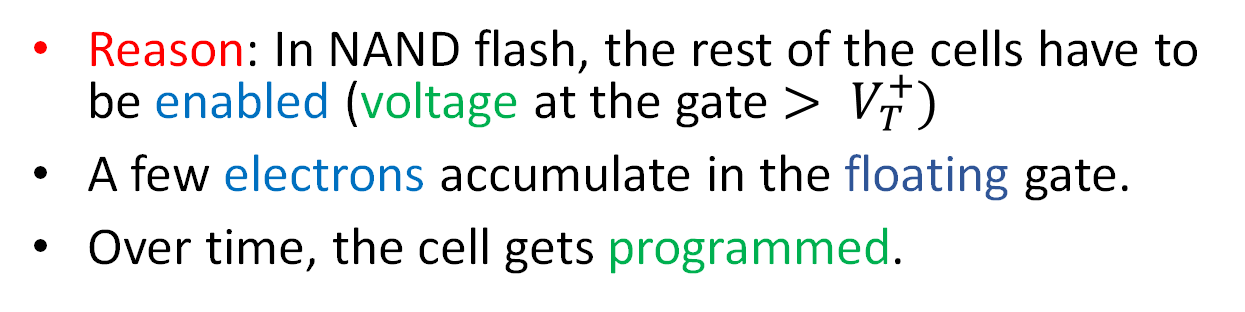 • Reason: In NAND flash, the rest of the cells have to
be enabled (voltage at the gate > V_T^+)
• A few electrons accumulate in the floating gate.
• Over time, the cell gets programmed.